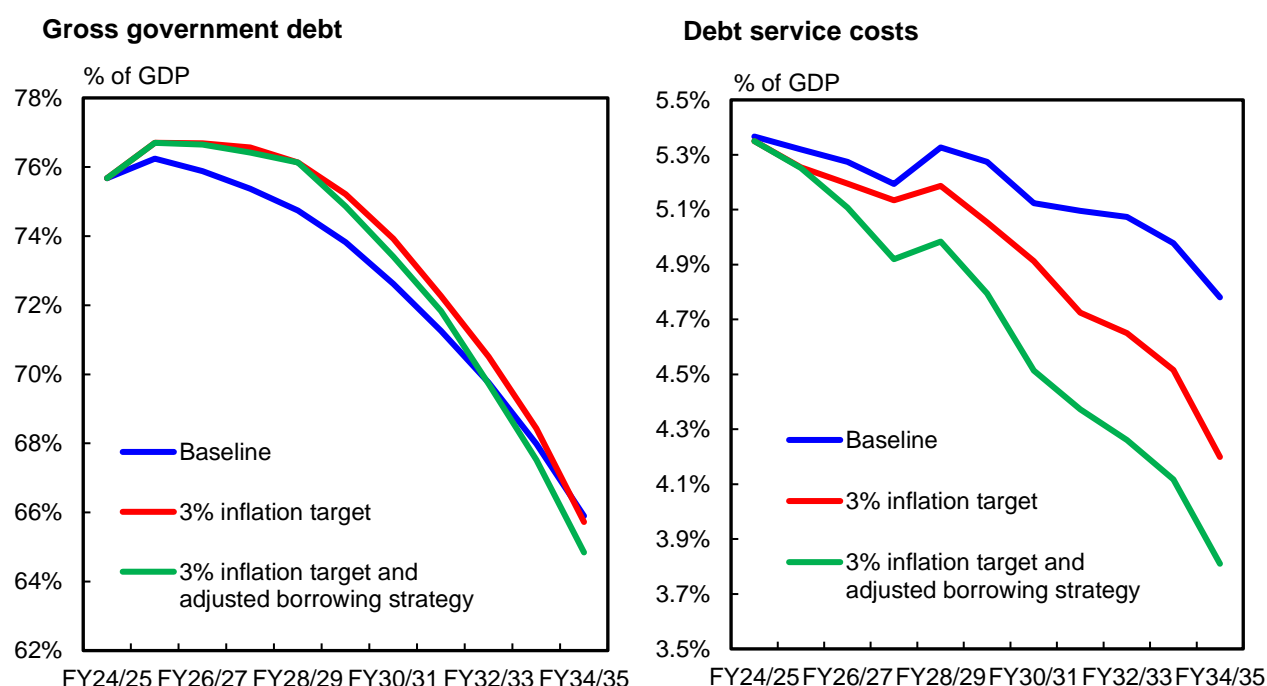 Gross government debt
% of GDP
78%
76%
74%
72%
70%
68%
66%
64%
62%
Baseline
3% inflation target
3% inflation target and
adjusted borrowing strategy
FY24/25 FY26/27 FY28/29 FY30/31 FY32/33 FY34/35
Debt service costs
% of GDP
5.5%
5.3%
5.1%
4.9%
4.7%
4.5%
4.3%
4.1%
3.9%
3.7%
3.5%
Baseline
3% inflation target
3% inflation target and
adjusted borrowing strategy
FY24/25 FY26/27 FY28/29 FY30/31 FY32/33 FY34/35